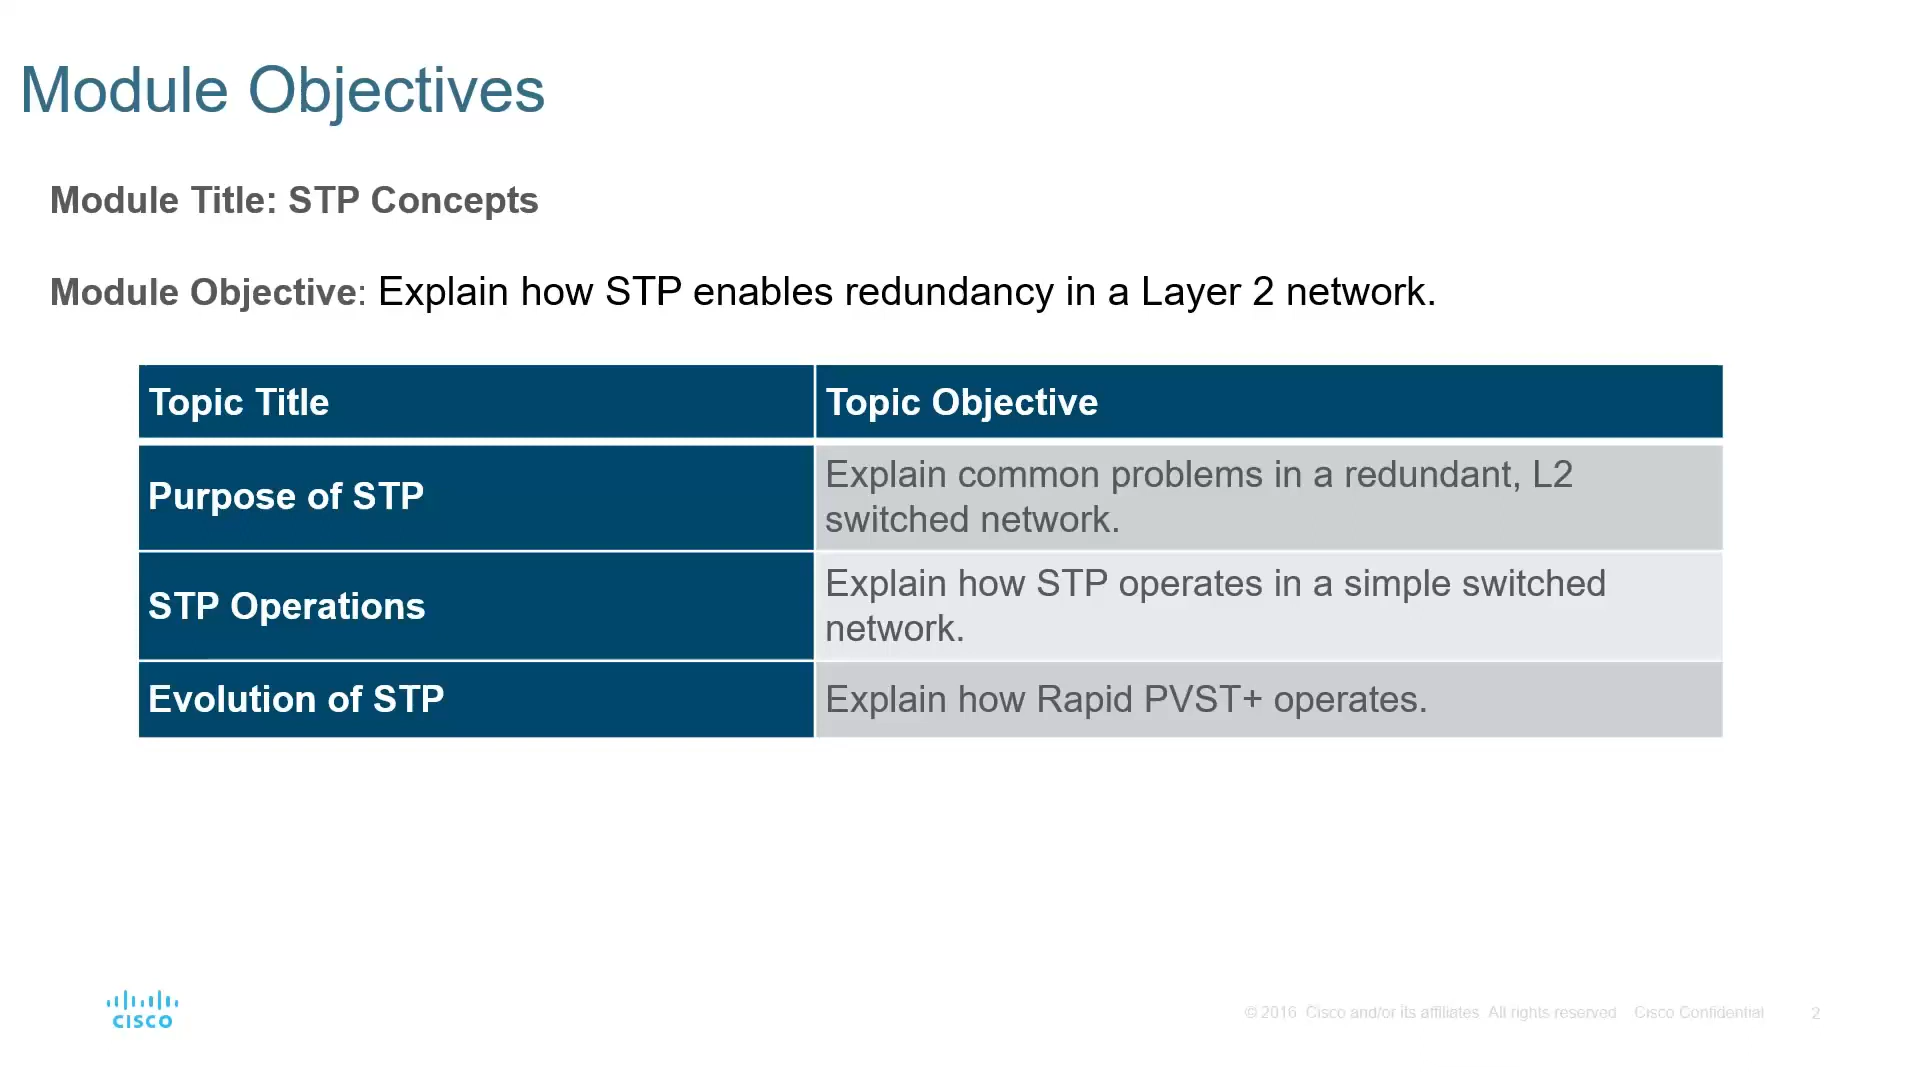 Module Objectives
Module Title: STP Concepts
Module Objective: Explain how STP enables redundancy in a Layer 2 network.
Topic Title
Topic Objective
Purpose of STP
Explain common problems in a redundant, L2
switched network.
STP Operations
Explain how STP operates in a simple switched
network.
Evolution of STP
Explain how Rapid PVST+ operates.
CISCO
© 2016 Cisco and/or its affiliates. All rights reserved. Cisco Confidential
2